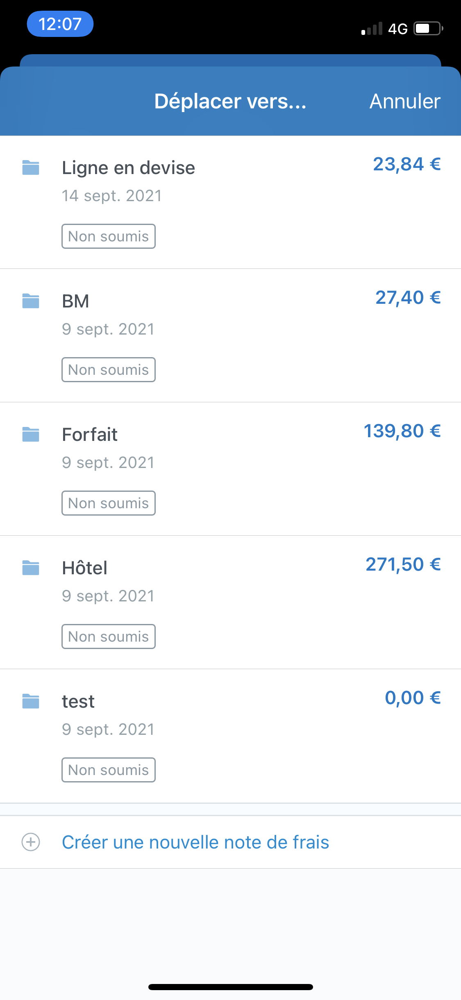 12:07
4G
Déplacer vers...
Annuler
Ligne en devise
23,84 €
14 sept. 2021
Non soumis
BM
27,40 €
9 sept. 2021
Non soumis
Forfait
139,80 €
9 sept. 2021
Non soumis
Hôtel
271,50 €
9 sept. 2021
Non soumis
test
0,00 €
9 sept. 2021
Non soumis
Créer une nouvelle note de frais